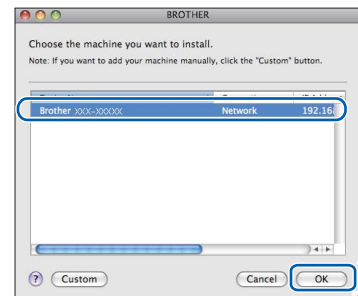 BROTHER
Choose the machine you want to install.
Note: If you want to add your machine manually, click the "Custom" button.
Brother XXX-XXXXX Network 192.168
? Custom Cancel OK